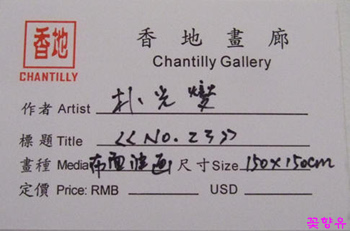 香地
CHANTILLY
香地畫廊
Chantilly Gallery
作者 Artist 朴光燮
標題 Title 《NO.23》
畫種 Media 布面油画 尺寸 Size 150x150cm
定價 Price: RMB USD
꽃향유